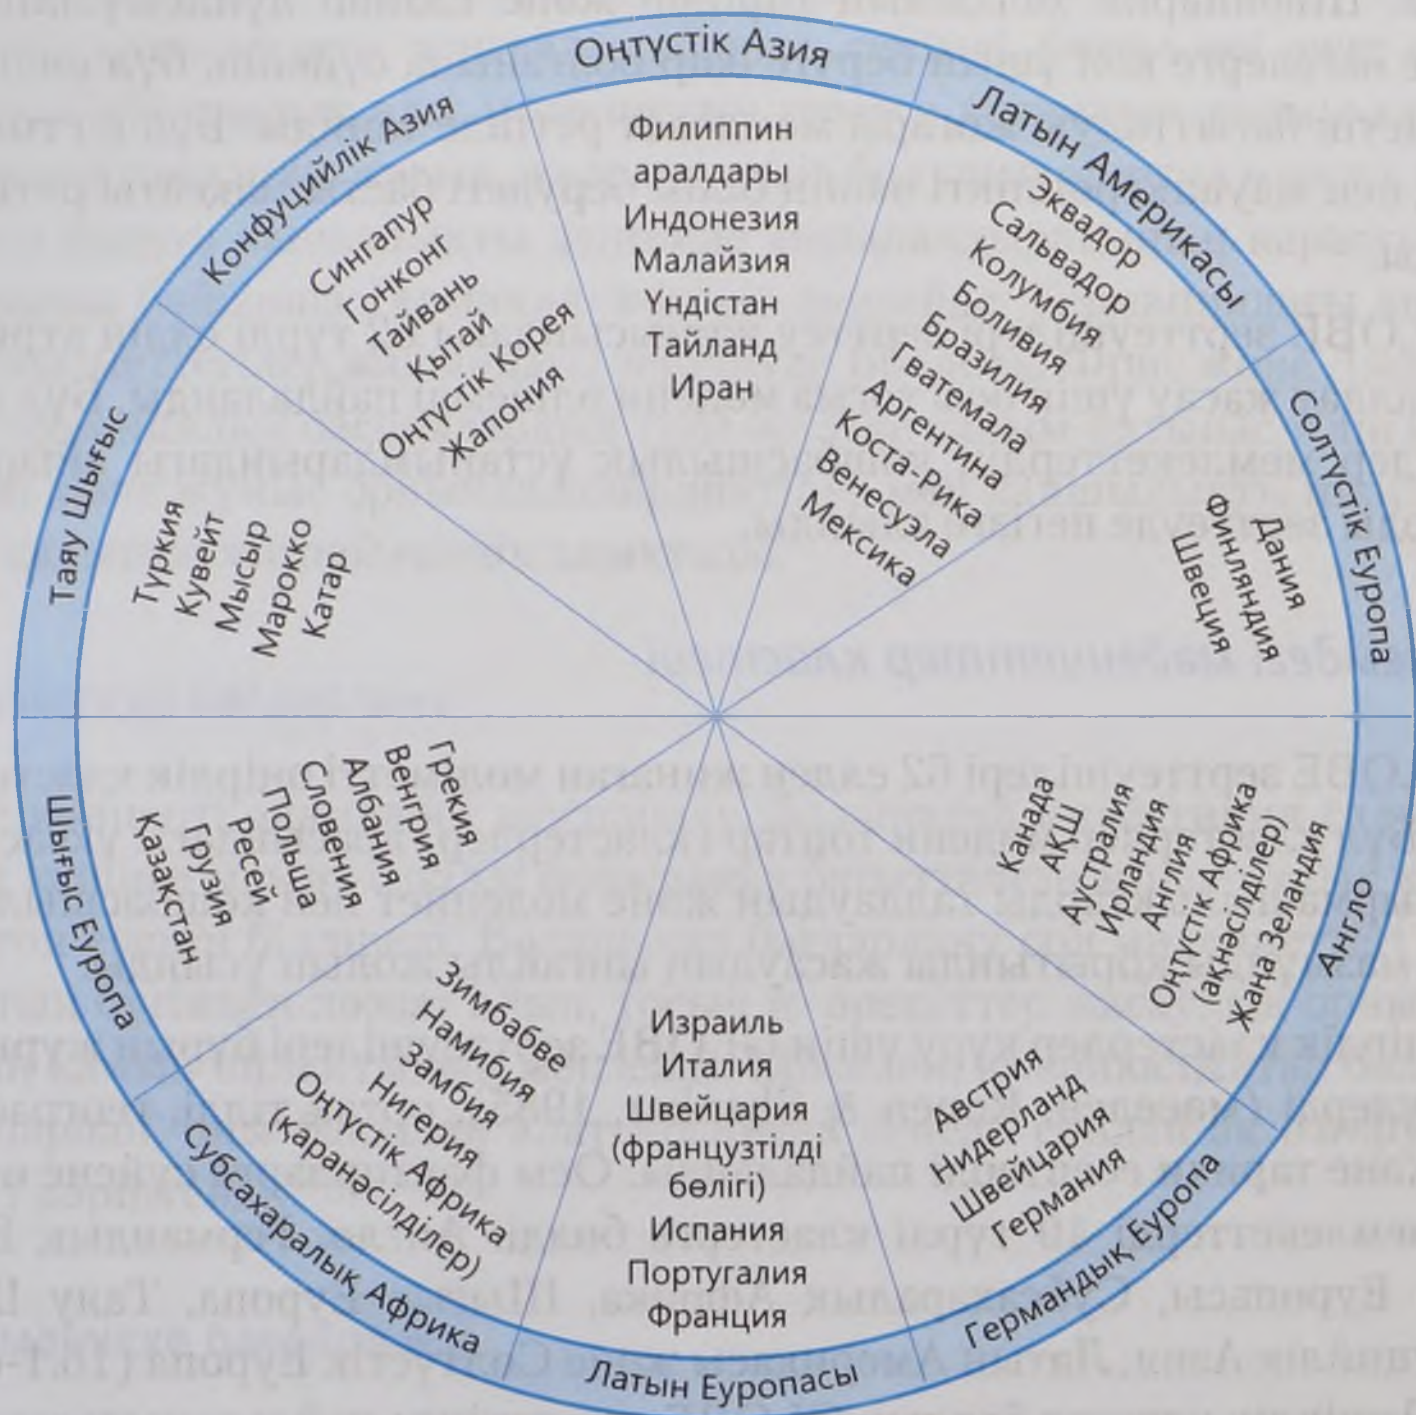 Оңтүстік Азия
Филиппин
аралдары
Индонезия
Малайзия
Үндістан
Тайланд
Иран
Латын Америкасы
Эквадор
Сальвадор
Колумбия
Боливия
Бразилия
Гватемала
Аргентина
Коста-Рика
Венесуэла
Мексика
Солтүстік Еуропа
Дания
Финляндия
Швеция
Англо
Канада
АҚШ
Аустралия
Ирландия
Англия
Оңтүстік Африка
(ақнәсілділер)
Жаңа Зеландия
Германдық Еуропа
Австрия
Нидерланд
Швейцария
Германия
Латын Еуропасы
Израиль
Италия
Швейцария
(французтілді
бөлігі)
Испания
Португалия
Франция
Субсахаралық Африка
Зимбабве
Намибия
Замбия
Нигерия
Оңтүстік Африка
(қаранәсілділер)
Шығыс Еуропа
Грекия
Венгрия
Албания
Словения
Польша
Ресей
Грузия
Қазақстан
Таяу Шығыс
Түркия
Кувейт
Мысыр
Марокко
Катар
Конфуцийлік Азия
Сингапур
Гонконг
Тайвань
Қытай
Оңтүстік Корея
Жапония